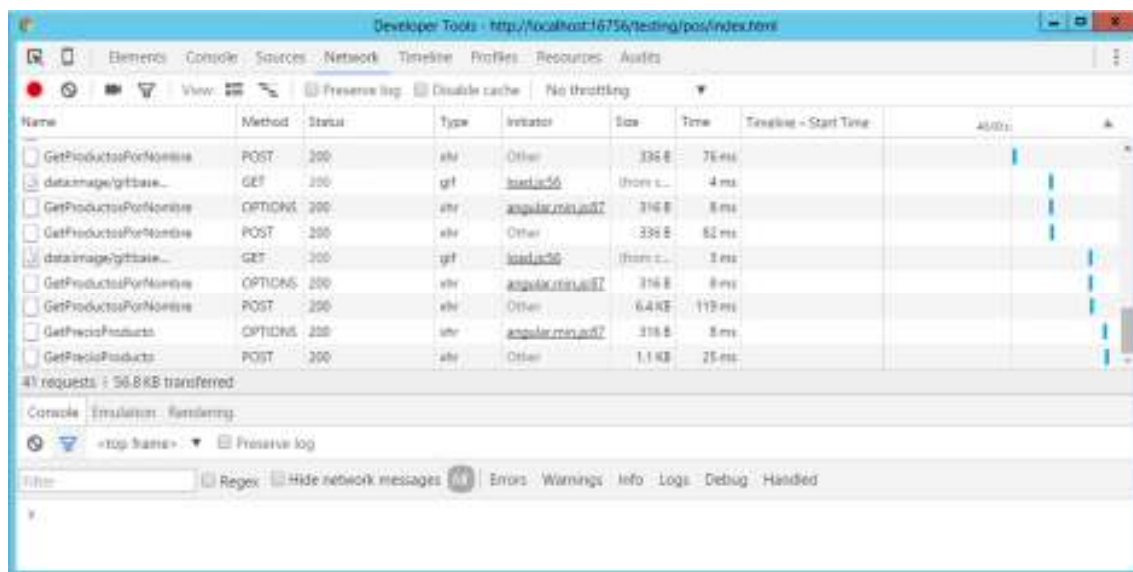 Developer Tools - http://localhost:16756/testing/pos/index.html
Elements Console Sources Network Timeline Profiles Resources Audits
View: Preserve log Disable cache No throttling
Name Method Status Type Initiator Size Time Timeline – Start Time
GetProductosPorNombre POST 200 xhr Other 336 B 76 ms
data:image/gif;base... GET 200 gif (from c... 4 ms
GetProductosPorNombre OPTIONS 200 xhr angular.min.js:87 316 B 8 ms
GetProductosPorNombre POST 200 xhr Other 336 B 82 ms
data:image/gif;base... GET 200 gif (from c... 3 ms
GetProductosPorNombre OPTIONS 200 xhr angular.min.js:87 316 B 8 ms
GetProductosPorNombre POST 200 xhr Other 6.4 KB 119 ms
GetPrecioProducto OPTIONS 200 xhr angular.min.js:87 316 B 8 ms
GetPrecioProducto POST 200 xhr Other 1.1 KB 25 ms
41 requests | 56.8 KB transferred
Console Emulation Rendering
<top frame> Preserve log
Filter Regex Hide network messages All Errors Warnings Info Logs Debug Handled